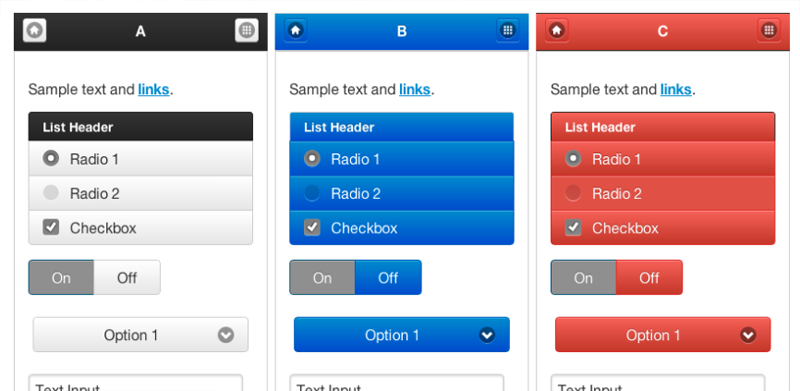 A
Sample text and links.
List Header
Radio 1
Radio 2
Checkbox
On Off
Option 1
Text Input
B
Sample text and links.
List Header
Radio 1
Radio 2
Checkbox
On Off
Option 1
Text Input
C
Sample text and links.
List Header
Radio 1
Radio 2
Checkbox
On Off
Option 1
Text Input